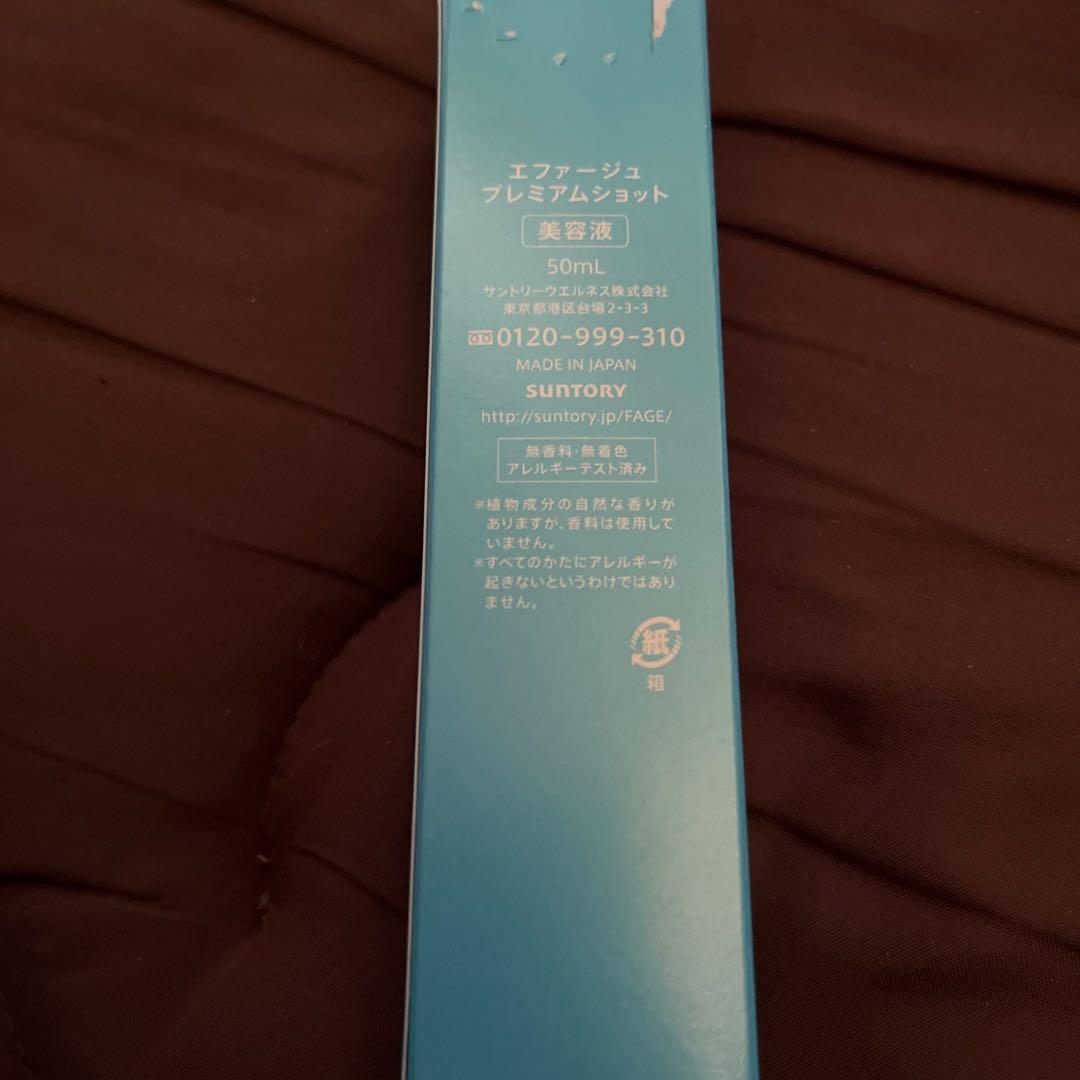 エファージュ
プレミアムショット
美容液
50mL
サントリーウエルネス株式会社
東京都港区台場2-3-3
0120-999-310
MADE IN JAPAN
SUNTORY
http://suntory.jp/FAGE/
無香料・無着色
アレルギーテスト済み
※植物成分の自然な香りが
ありますが、香料は使用して
いません。
※すべてのかたにアレルギーが
起きないというわけではあり
ません。
紙
箱